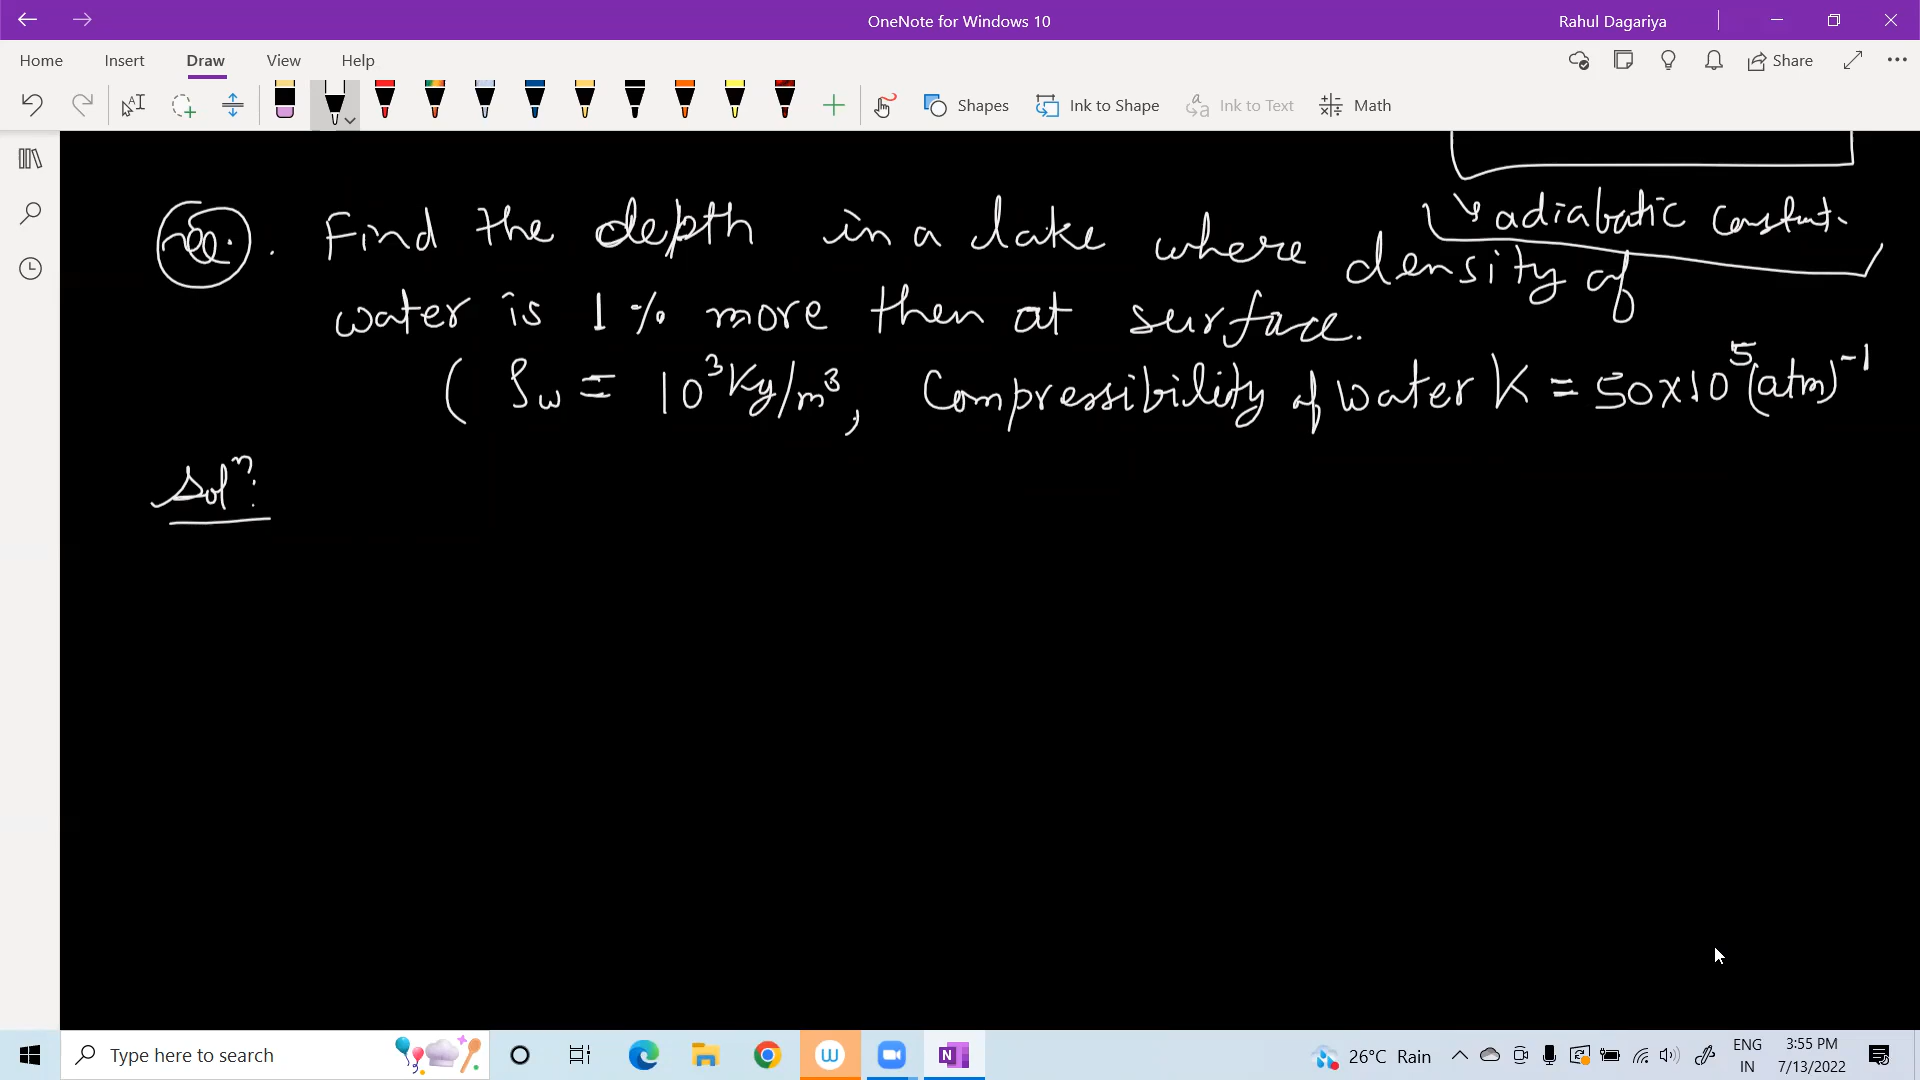 OneNote for Windows 10
Rahul Dagariya
Home Insert Draw View Help
Share
Shapes Ink to Shape Ink to Text Math
adiabatic constant.
Q. Find the depth in a lake where density of
water is 1% more then at surface.
( ρw = 10³ Kg/m³, Compressibility of water K = 50×10⁵ (atm)⁻¹
Solⁿ:
Type here to search
26°C Rain
ENG
IN
3:55 PM
7/13/2022